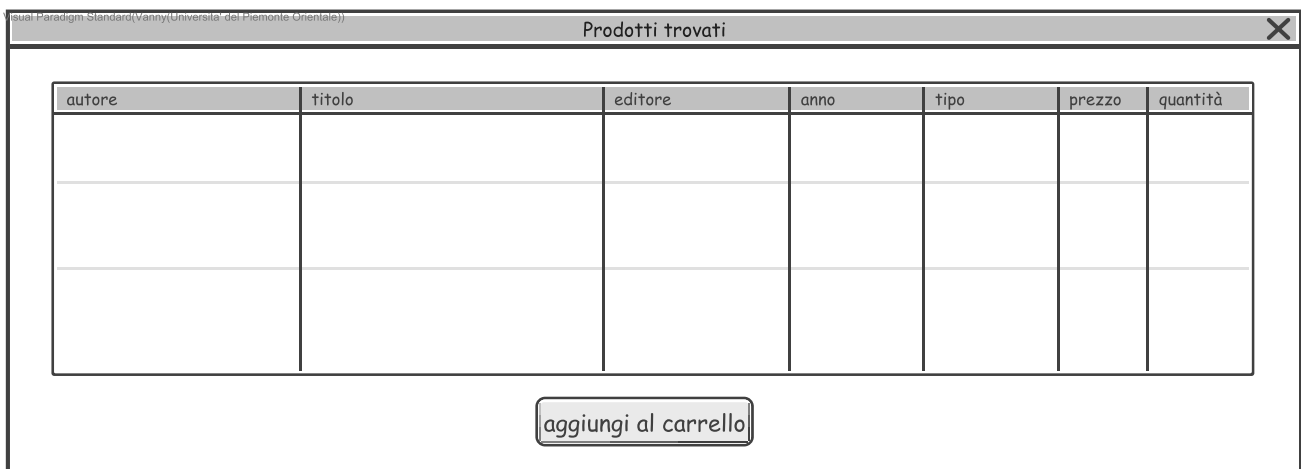 Visual Paradigm Standard(Vanny(Universita' del Piemonte Orientale))
Prodotti trovati
autore titolo editore anno tipo prezzo quantità
aggiungi al carrello